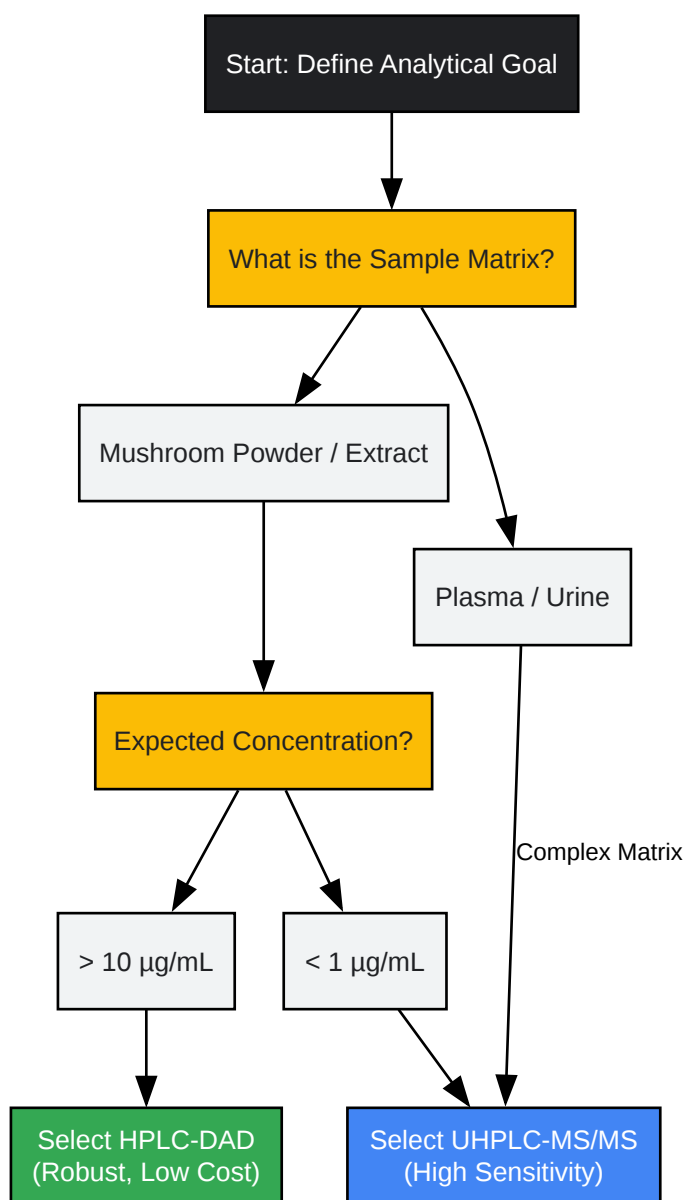 Start: Define Analytical Goal
What is the Sample Matrix?
Mushroom Powder / Extract
Plasma / Urine
Expected Concentration?
Complex Matrix
> 10 µg/mL
< 1 µg/mL
Select HPLC-DAD
(Robust, Low Cost)
Select UHPLC-MS/MS
(High Sensitivity)